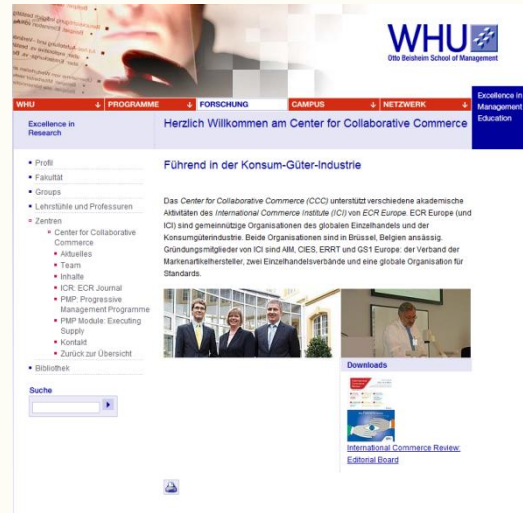 WHU
Otto Beisheim School of Management
Excellence in
Management
Education
WHU
PROGRAMME
FORSCHUNG
CAMPUS
NETZWERK
Excellence in
Research
Herzlich Willkommen am Center for Collaborative Commerce
Profil
Fakultät
Groups
Lehrstühle und Professuren
Zentren
Center for Collaborative
Commerce
Aktuelles
Team
Inhalte
ICR: ECR Journal
PMP: Progressive
Management Programme
PMP Module: Executing
Supply
Kontakt
Zurück zur Übersicht
Bibliothek
Suche
Führend in der Konsum-Güter-Industrie
Das Center for Collaborative Commerce (CCC) unterstützt verschiedene akademische
Aktivitäten des International Commerce Institute (ICI) von ECR Europe. ECR Europe (und
ICI) sind gemeinnützige Organisationen des globalen Einzelhandels und der
Konsumgüterindustrie. Beide Organisationen sind in Brüssel, Belgien ansässig.
Gründungsmitglieder von ICI sind AIM, CIES, ERRT und GS1 Europe: der Verband der
Markenartikelhersteller, zwei Einzelhandelsverbände und eine globale Organisation für
Standards.
Downloads
International Commerce Review:
Editorial Board